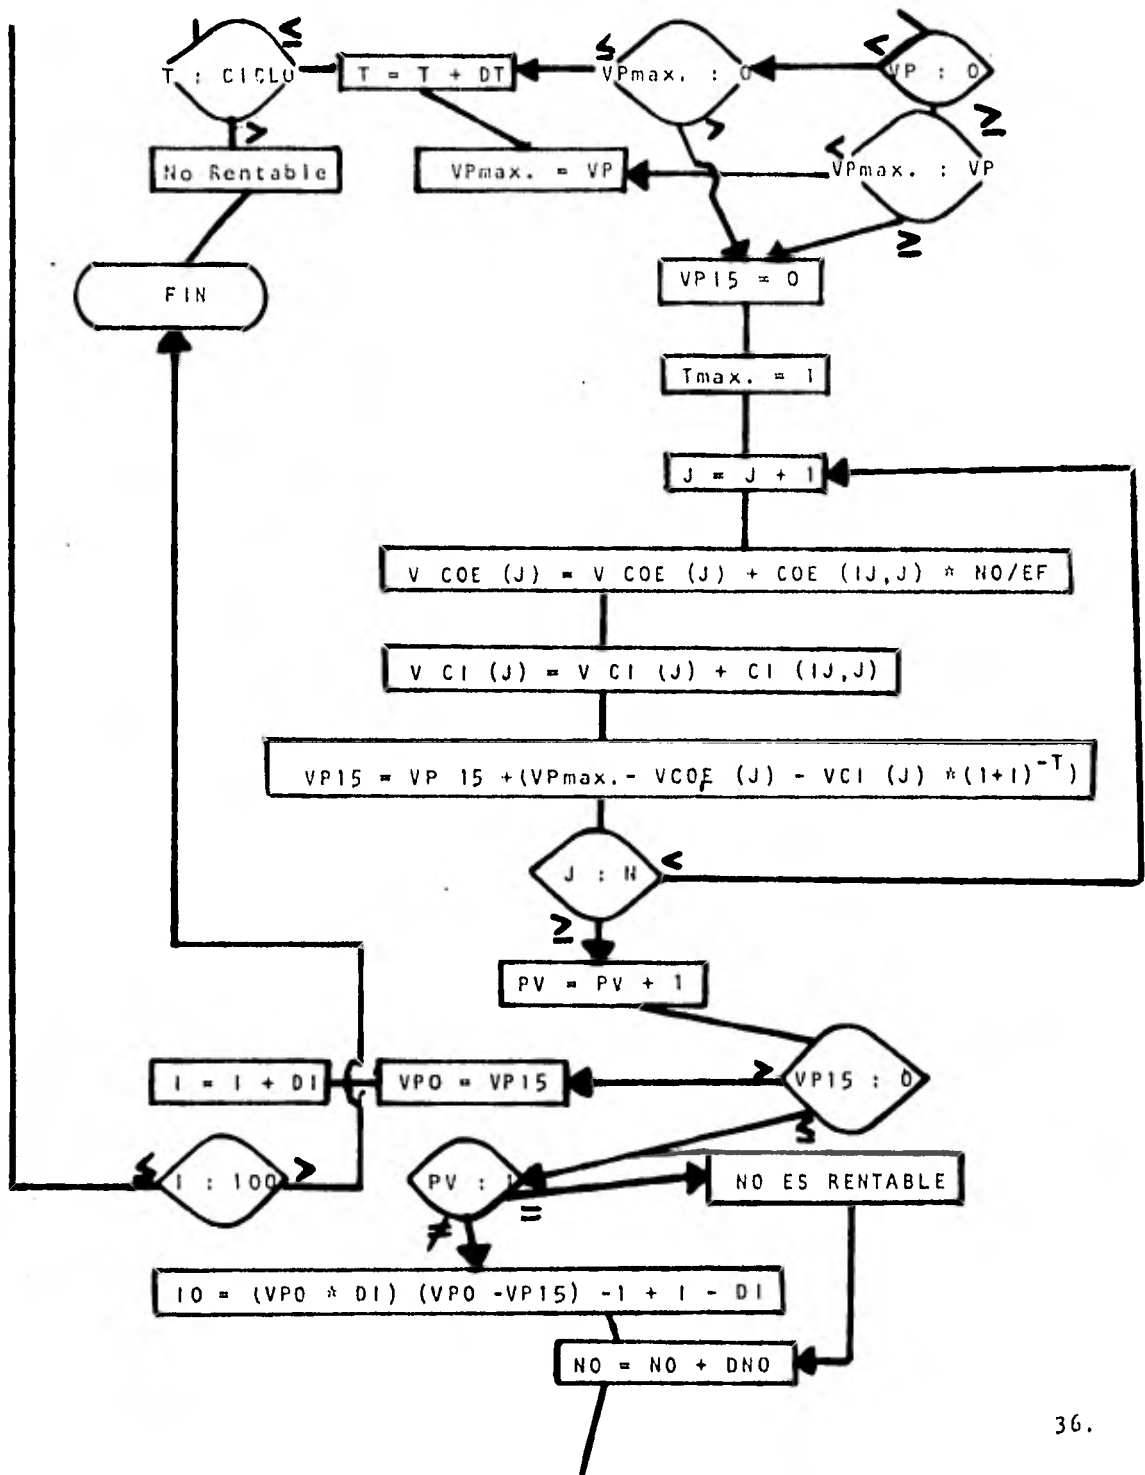 ≤
T : CICLO
>
T = T + DT
≤
VPmax. : 0
>
<
VP : 0
≥
No Rentable
VPmax. = VP
<
VPmax. : VP
≥
FIN
VP15 = 0
Tmax. = 1
J = J + 1
V COE (J) = V COE (J) + COE (IJ,J) * NO/EF
V CI (J) = V CI (J) + CI (IJ,J)
VP15 = VP 15 +(VPmax.- VCOE (J) - VCI (J) *(1+I)^-T)
J : N
<
≥
PV = PV + 1
I = I + DI
VPO = VP15
>
VP15 : 0
≤
≤
I : 100
>
PV : 1
=
≠
NO ES RENTABLE
IO = (VPO * DI) (VPO -VP15) -1 + I - DI
NO = NO + DNO
36.